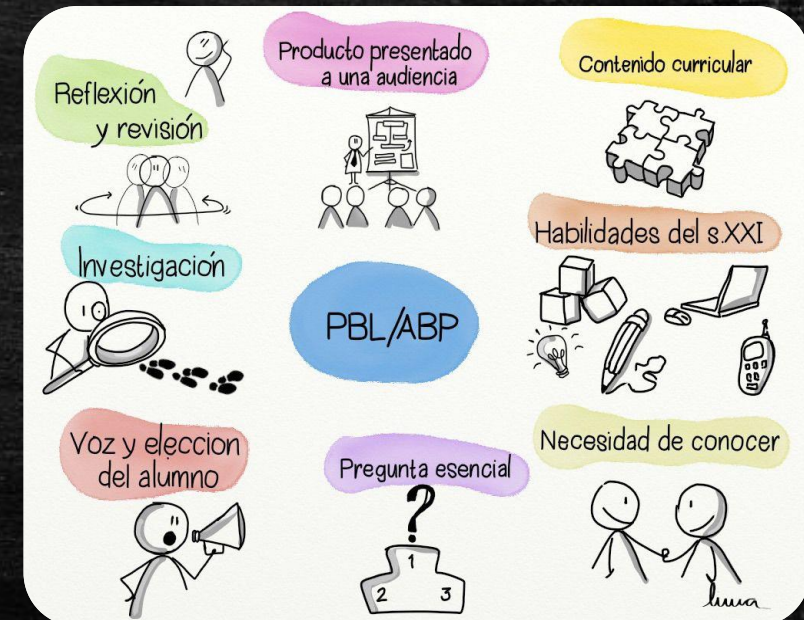 Reflexión
y revisión
Producto presentado
a una audiencia
Contenido curricular
Investigación
PBL/ABP
Habilidades del s.XXI
Voz y eleccion
del alumno
Pregunta esencial
?
1
2
3
Necesidad de conocer